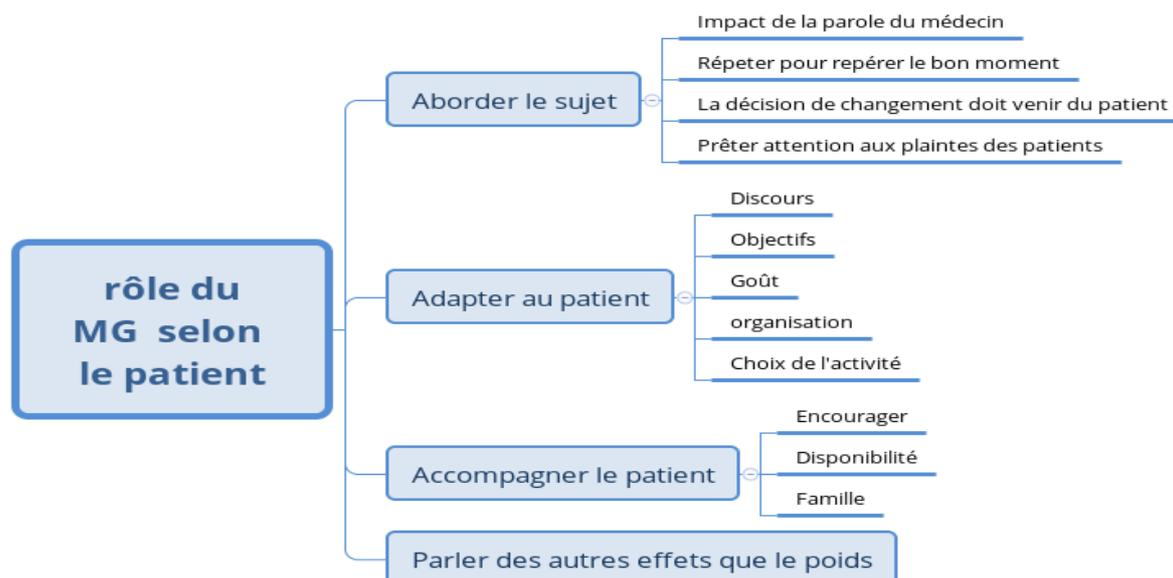 rôle du
MG selon
le patient
Aborder le sujet
Impact de la parole du médecin
Répeter pour repérer le bon moment
La décision de changement doit venir du patient
Prêter attention aux plaintes des patients
Adapter au patient
Discours
Objectifs
Goût
organisation
Choix de l'activité
Accompagner le patient
Encourager
Disponibilité
Famille
Parler des autres effets que le poids